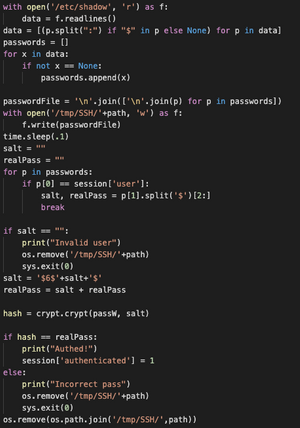 with open('/etc/shadow', 'r') as f:
    data = f.readlines()
data = [(p.split(":") if "$" in p else None) for p in data]
passwords = []
for x in data:
    if not x == None:
        passwords.append(x)

passwordFile = '\n'.join(['\n'.join(p) for p in passwords])
with open('/tmp/SSH/'+path, 'w') as f:
    f.write(passwordFile)
time.sleep(.1)
salt = ""
realPass = ""
for p in passwords:
    if p[0] == session['user']:
        salt, realPass = p[1].split('$')[2:]
        break

if salt == "":
    print("Invalid user")
    os.remove('/tmp/SSH/'+path)
    sys.exit(0)
salt = '$6$'+salt+'$'
realPass = salt + realPass

hash = crypt.crypt(passW, salt)

if hash == realPass:
    print("Authed!")
    session['authenticated'] = 1
else:
    print("Incorrect pass")
    os.remove('/tmp/SSH/'+path)
    sys.exit(0)
os.remove(os.path.join('/tmp/SSH/',path))